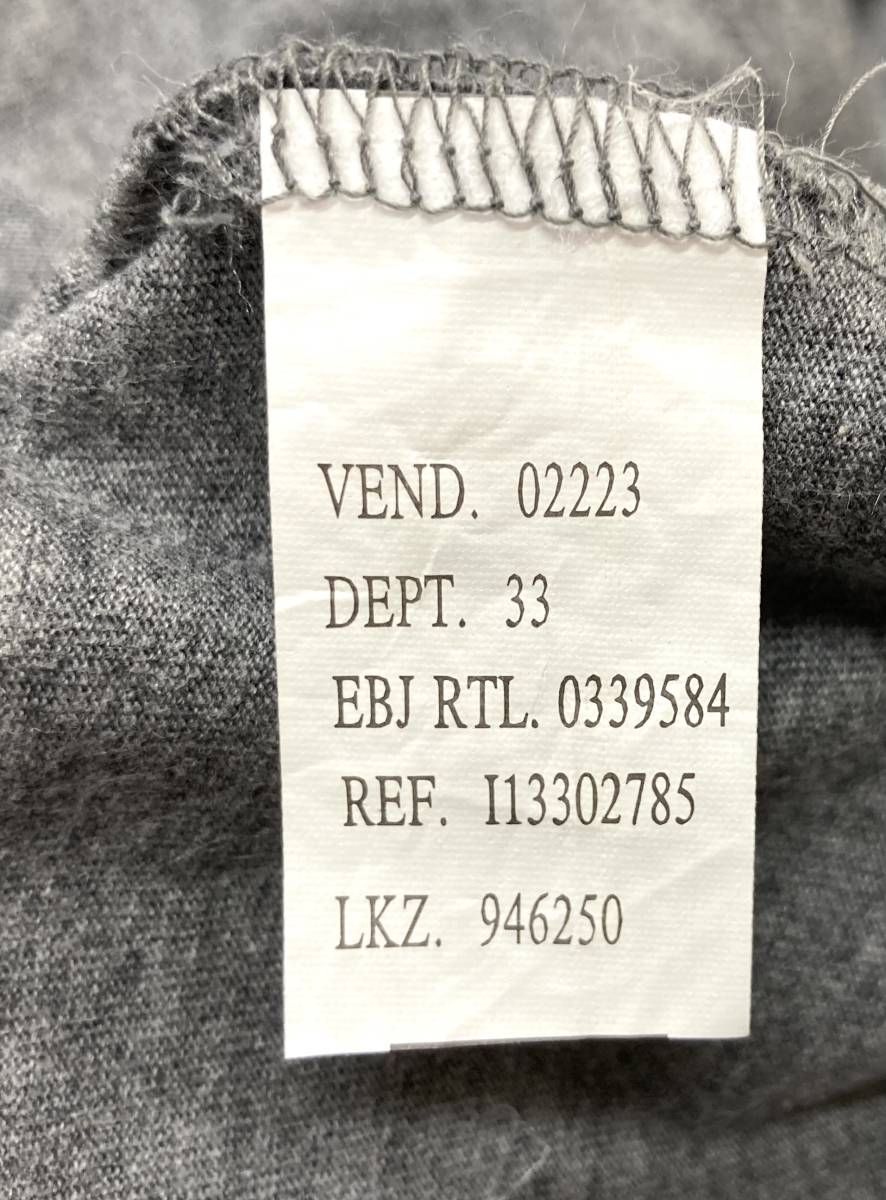 VEND. 02223
DEPT. 33
EBJ RTL. 0339584
REF. I13302785
LKZ. 946250